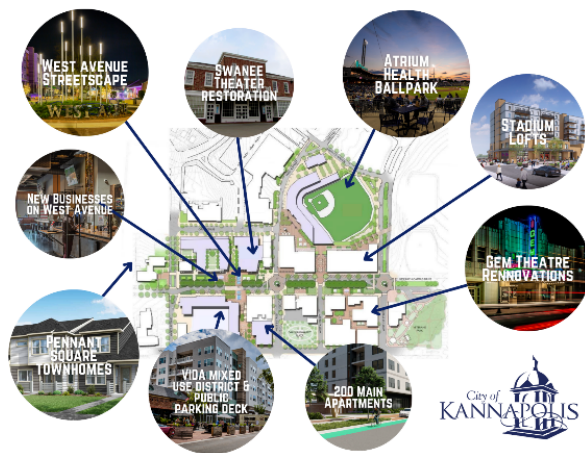 WEST AVENUE
STREETSCAPE
WEST AVE
SWANEE
THEATER
RESTORATION
ATRIUM
HEALTH
BALLPARK
STADIUM
LOFTS
NEW BUSINESSES
ON WEST AVENUE
GEM
GEM THEATRE
RENNOVATIONS
PENNANT
SQUARE
TOWNHOMES
VIDA MIXED
USE DISTRICT &
PUBLIC
PARKING DECK
200 MAIN
APARTMENTS
City of
KANNAPOLIS